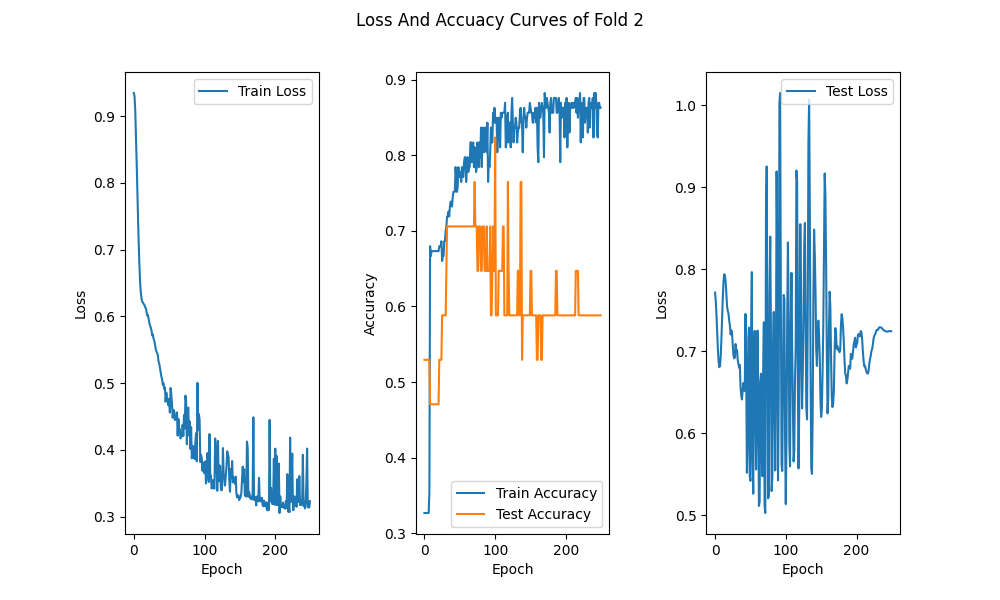 Loss And Accuacy Curves of Fold 2
Train Loss
0.9
0.8
0.7
0.6
0.5
0.4
0.3
Loss
0
100
200
Epoch
0.9
0.8
0.7
0.6
0.5
0.4
0.3
Accuracy
Train Accuracy
Test Accuracy
0
100
200
Epoch
Test Loss
1.0
0.9
0.8
0.7
0.6
0.5
Loss
0
100
200
Epoch